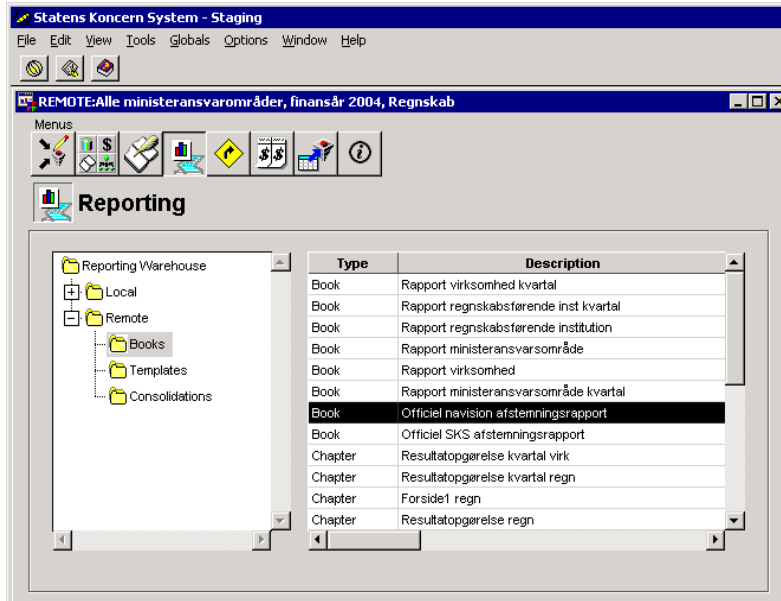 Statens Koncern System - Staging
File Edit View Tools Globals Options Window Help
REMOTE:Alle ministeransvarområder, finansår 2004, Regnskab
Menus
Reporting
Reporting Warehouse
Local
Remote
Books
Templates
Consolidations
Type Description
Book Rapport virksomhed kvartal
Book Rapport regnskabsførende inst kvartal
Book Rapport regnskabsførende institution
Book Rapport ministeransvarsområde
Book Rapport virksomhed
Book Rapport ministeransvarsområde kvartal
Book Officiel navision afstemningsrapport
Book Officiel SKS afstemningsrapport
Chapter Resultatopgørelse kvartal virk
Chapter Resultatopgørelse kvartal regn
Chapter Forside1 regn
Chapter Resultatopgørelse regn